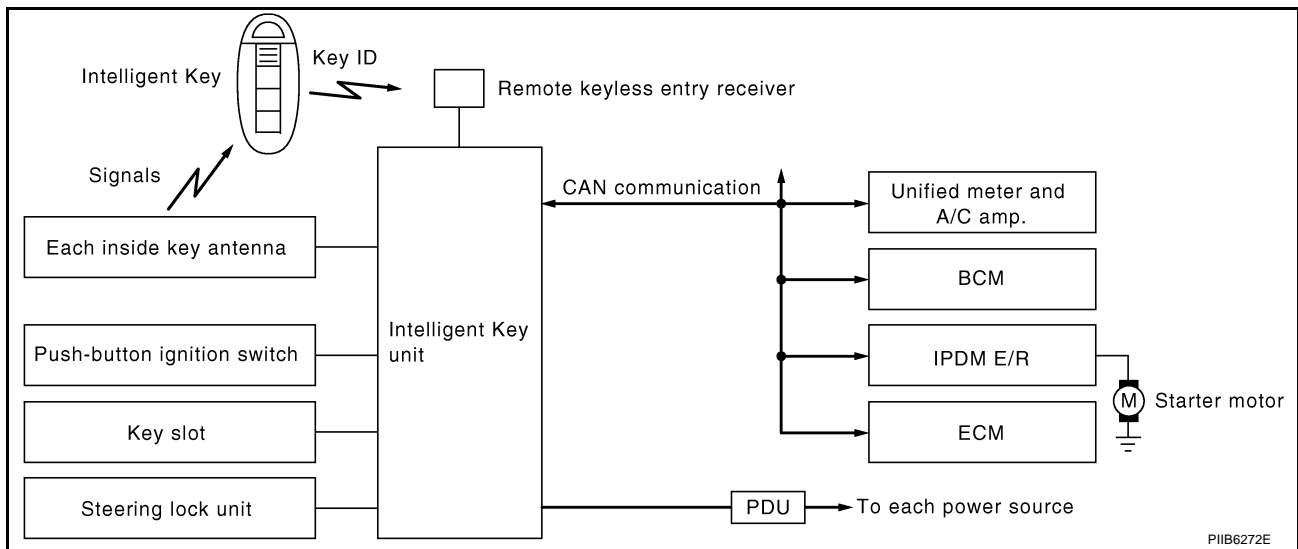 Key ID
Intelligent Key
Remote keyless entry receiver
Signals
CAN communication
Unified meter and
A/C amp.
Each inside key antenna
BCM
Push-button ignition switch
Intelligent Key
unit
IPDM E/R
M
Starter motor
Key slot
ECM
Steering lock unit
PDU
To each power source
PIIB6272E